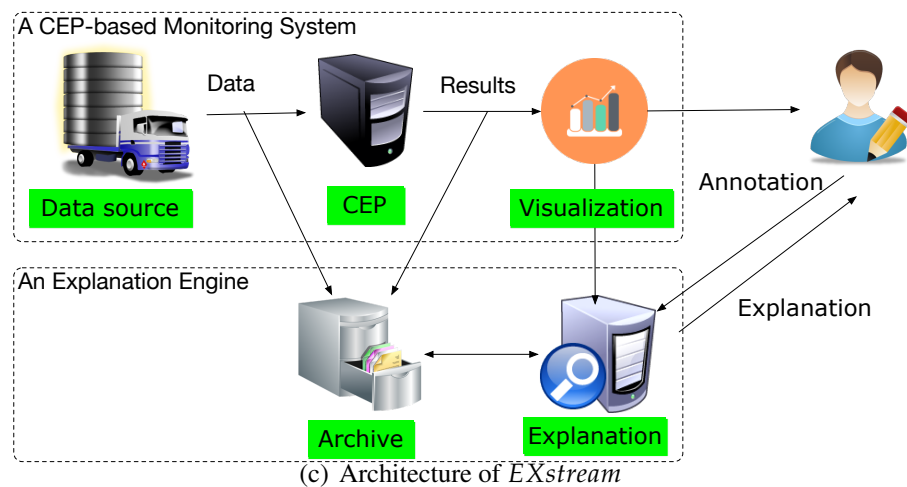 A CEP-based Monitoring System
Data
Results
Data source
CEP
Visualization
Annotation
An Explanation Engine
Explanation
Archive
Explanation
(c) Architecture of EXstream